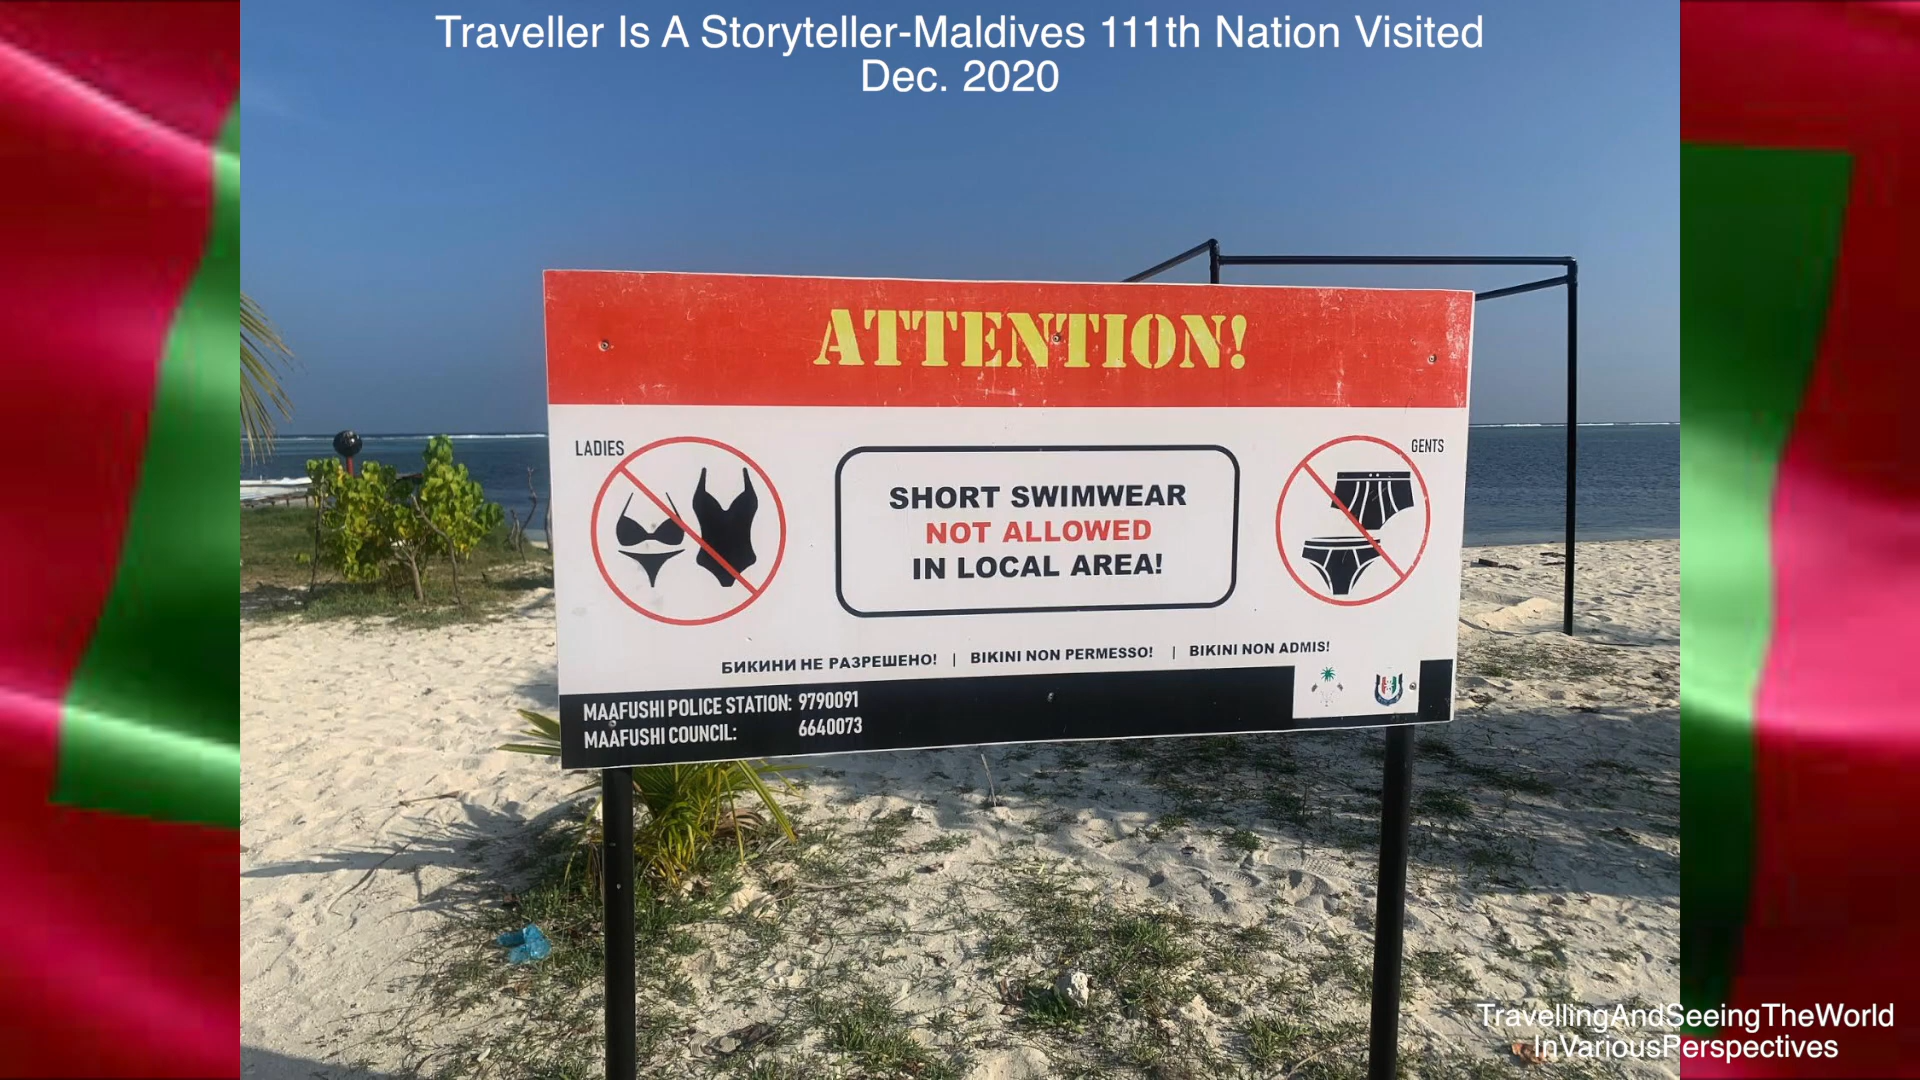 Traveller Is A Storyteller-Maldives 111th Nation Visited
Dec. 2020
ATTENTION!
LADIES
GENTS
SHORT SWIMWEAR
NOT ALLOWED
IN LOCAL AREA!
БИКИНИ НЕ РАЗРЕШЕНО! | BIKINI NON PERMESSO! | BIKINI NON ADMIS!
MAAFUSHI POLICE STATION: 9790091
MAAFUSHI COUNCIL: 6640073
TravellingAndSeeingTheWorld
InVariousPerspectives